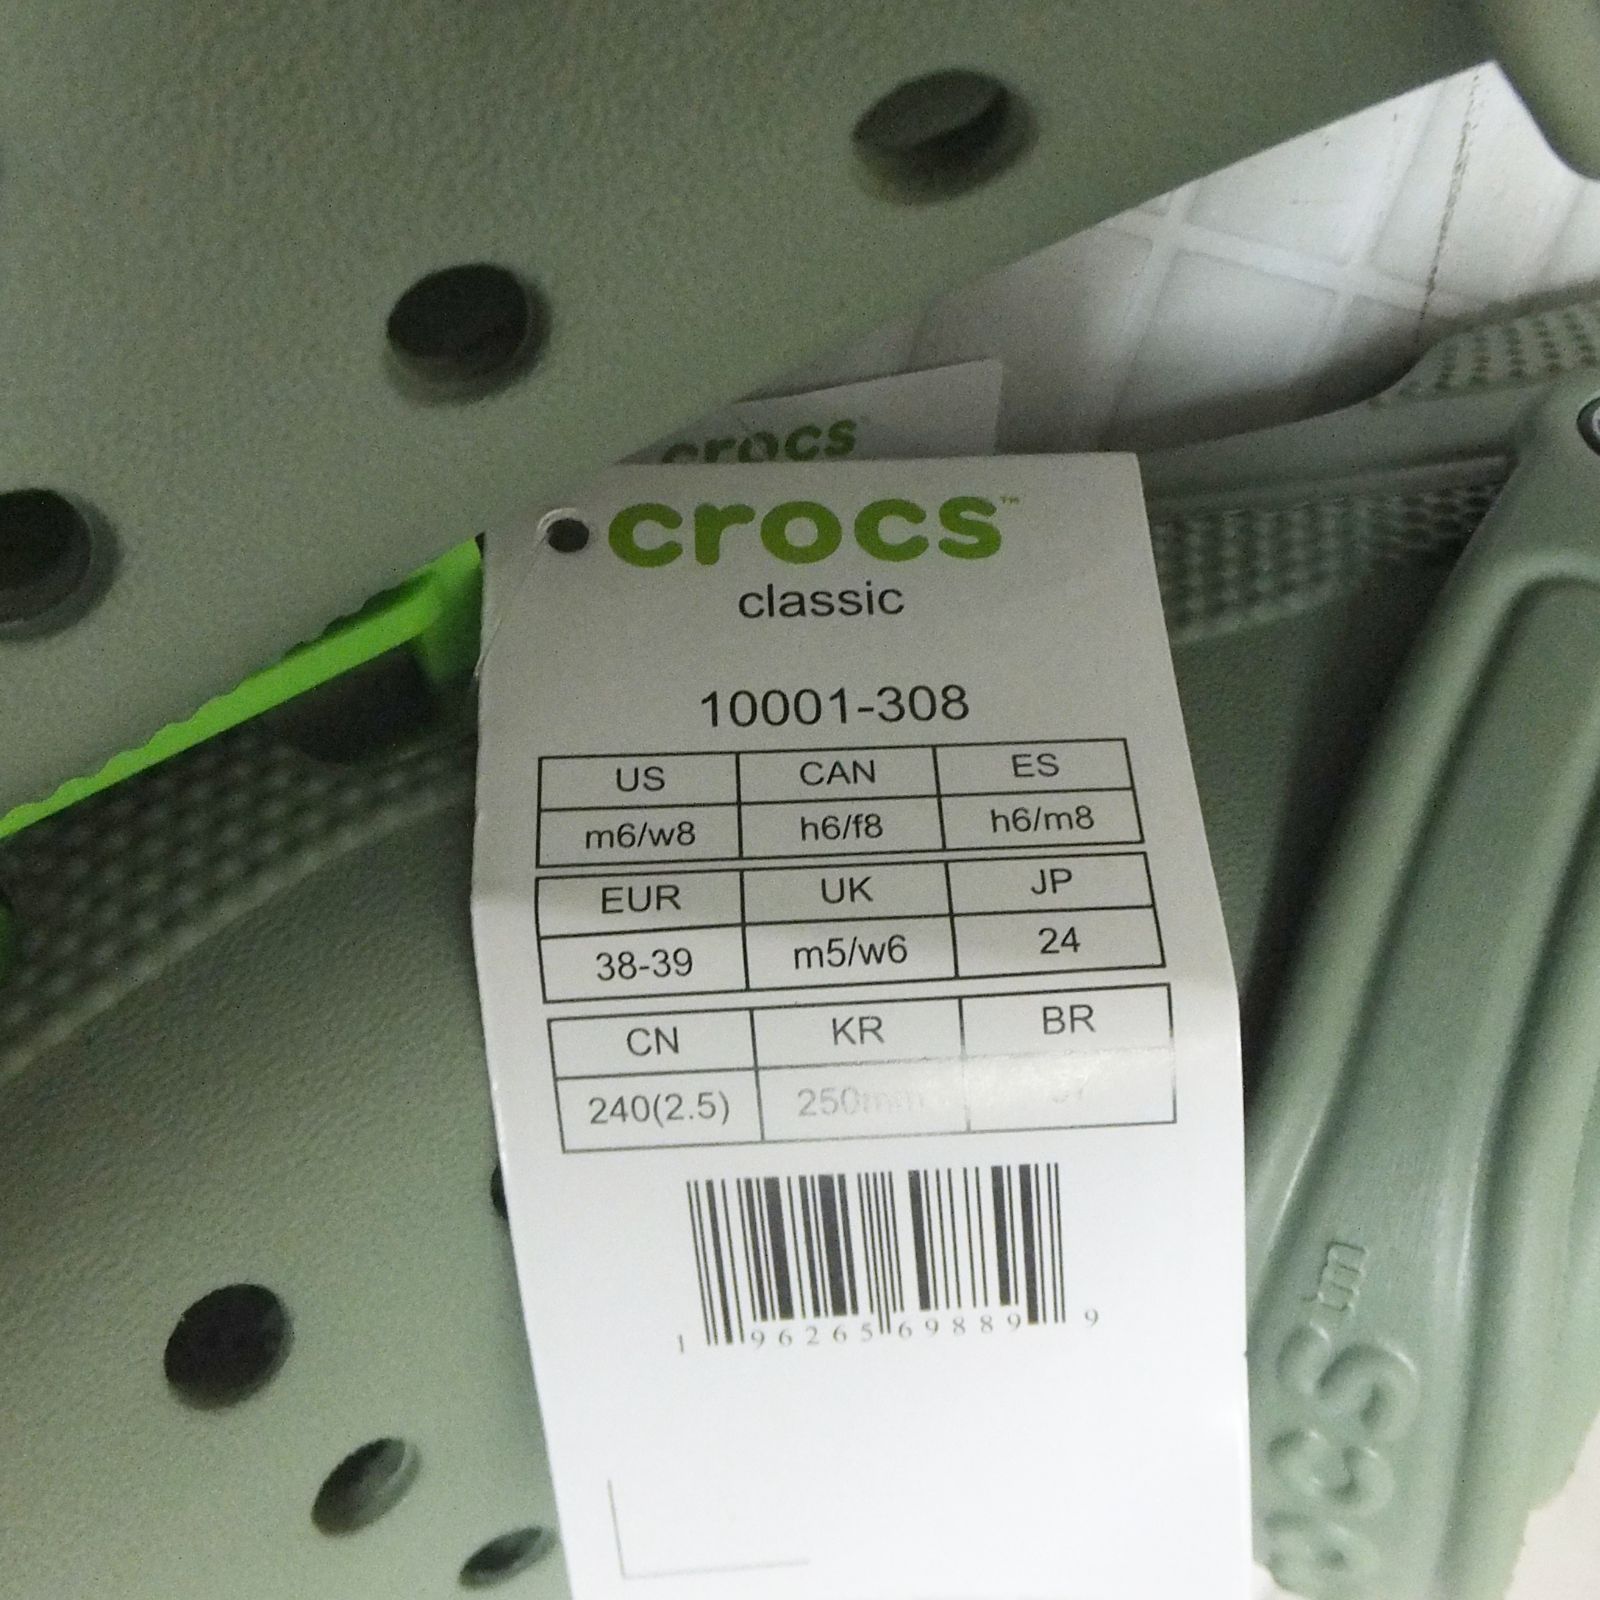 crocs
crocs™
classic
10001-308
US CAN ES
m6/w8 h6/f8 h6/m8
EUR UK JP
38-39 m5/w6 24
CN KR BR
240(2.5) 250mm
1 96265 69889 9